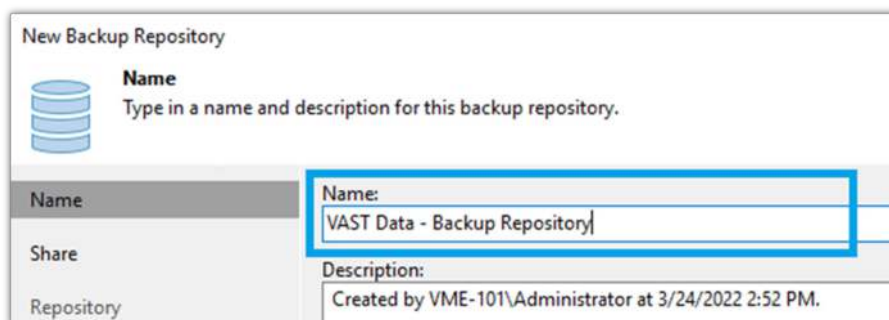 New Backup Repository
Name
Type in a name and description for this backup repository.
Name
Name:
VAST Data - Backup Repository
Share
Description:
Created by VME-101\Administrator at 3/24/2022 2:52 PM.
Repository